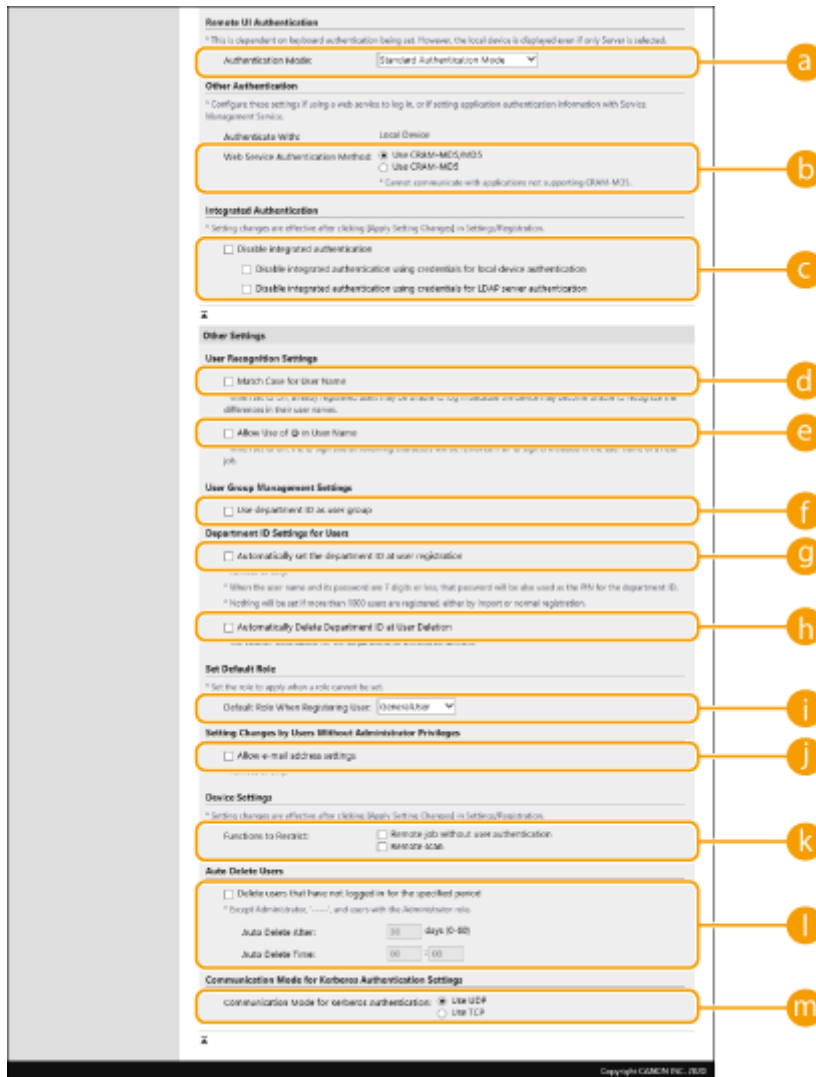 Remote UI Authentication
* This is dependent on keyboard authentication being set. However, the local device is displayed even if only Server is selected.
Authentication Mode: Standard Authentication Mode
a
Other Authentication
* Configure these settings if using a web service to log in, or if setting application authentication information with Service
Management Service.
Authenticate With: Local Device
Web Service Authentication Method: Use CRAM-MD5/MD5
b
Use CRAM-MD5
* Cannot communicate with applications not supporting CRAM-MD5.
Integrated Authentication
* Setting changes are effective after clicking [Apply Setting Changes] in Settings/Registration.
Disable integrated authentication
Disable integrated authentication using credentials for local device authentication
c
Disable integrated authentication using credentials for LDAP server authentication
Other Settings
User Recognition Settings
Match Case for User Name
d
differences in their user names.
Allow Use of @ in User Name
e
job.
User Group Management Settings
Use department ID as user group
f
Department ID Settings for Users
Automatically set the department ID at user registration
g
* When the user name and its password are 7 digits or less, that password will be also used as the PIN for the department ID.
* Nothing will be set if more than 1000 users are registered, either by import or normal registration.
Automatically Delete Department ID at User Deletion
h
Set Default Role
* Set the role to apply when a role cannot be set.
Default Role When Registering User: GeneralUser
i
Setting Changes by Users Without Administrator Privileges
Allow e-mail address settings
j
Device Settings
* Setting changes are effective after clicking [Apply Setting Changes] in Settings/Registration.
Functions to Restrict: Remote job without user authentication
k
Remote scan
Auto Delete Users
Delete users that have not logged in for the specified period
* Except Administrator, '-----', and users with the Administrator role.
l
Auto Delete After: days (0-60)
Auto Delete Time: 00 : 00
Communication Mode for Kerberos Authentication Settings
Communication Mode for Kerberos authentication: Use UDP
m
Use TCP
Copyright CANON INC. 2020